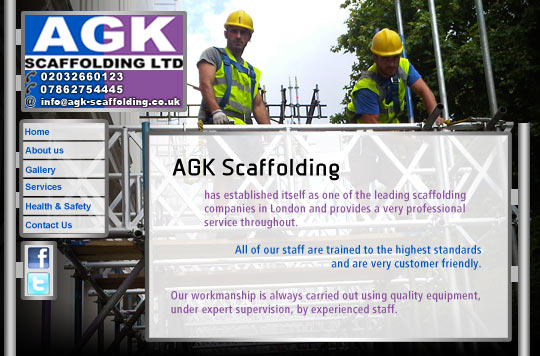 AGK
SCAFFOLDING LTD
02032660123
07862754445
@ info@agk-scaffolding.co.uk
Home
About us
Gallery
Services
Health & Safety
Contact Us
f
t
AGK Scaffolding
has established itself as one of the leading scaffolding
companies in London and provides a very professional
service throughout.
All of our staff are trained to the highest standards
and are very customer friendly.
Our workmanship is always carried out using quality equipment,
under expert supervision, by experienced staff.